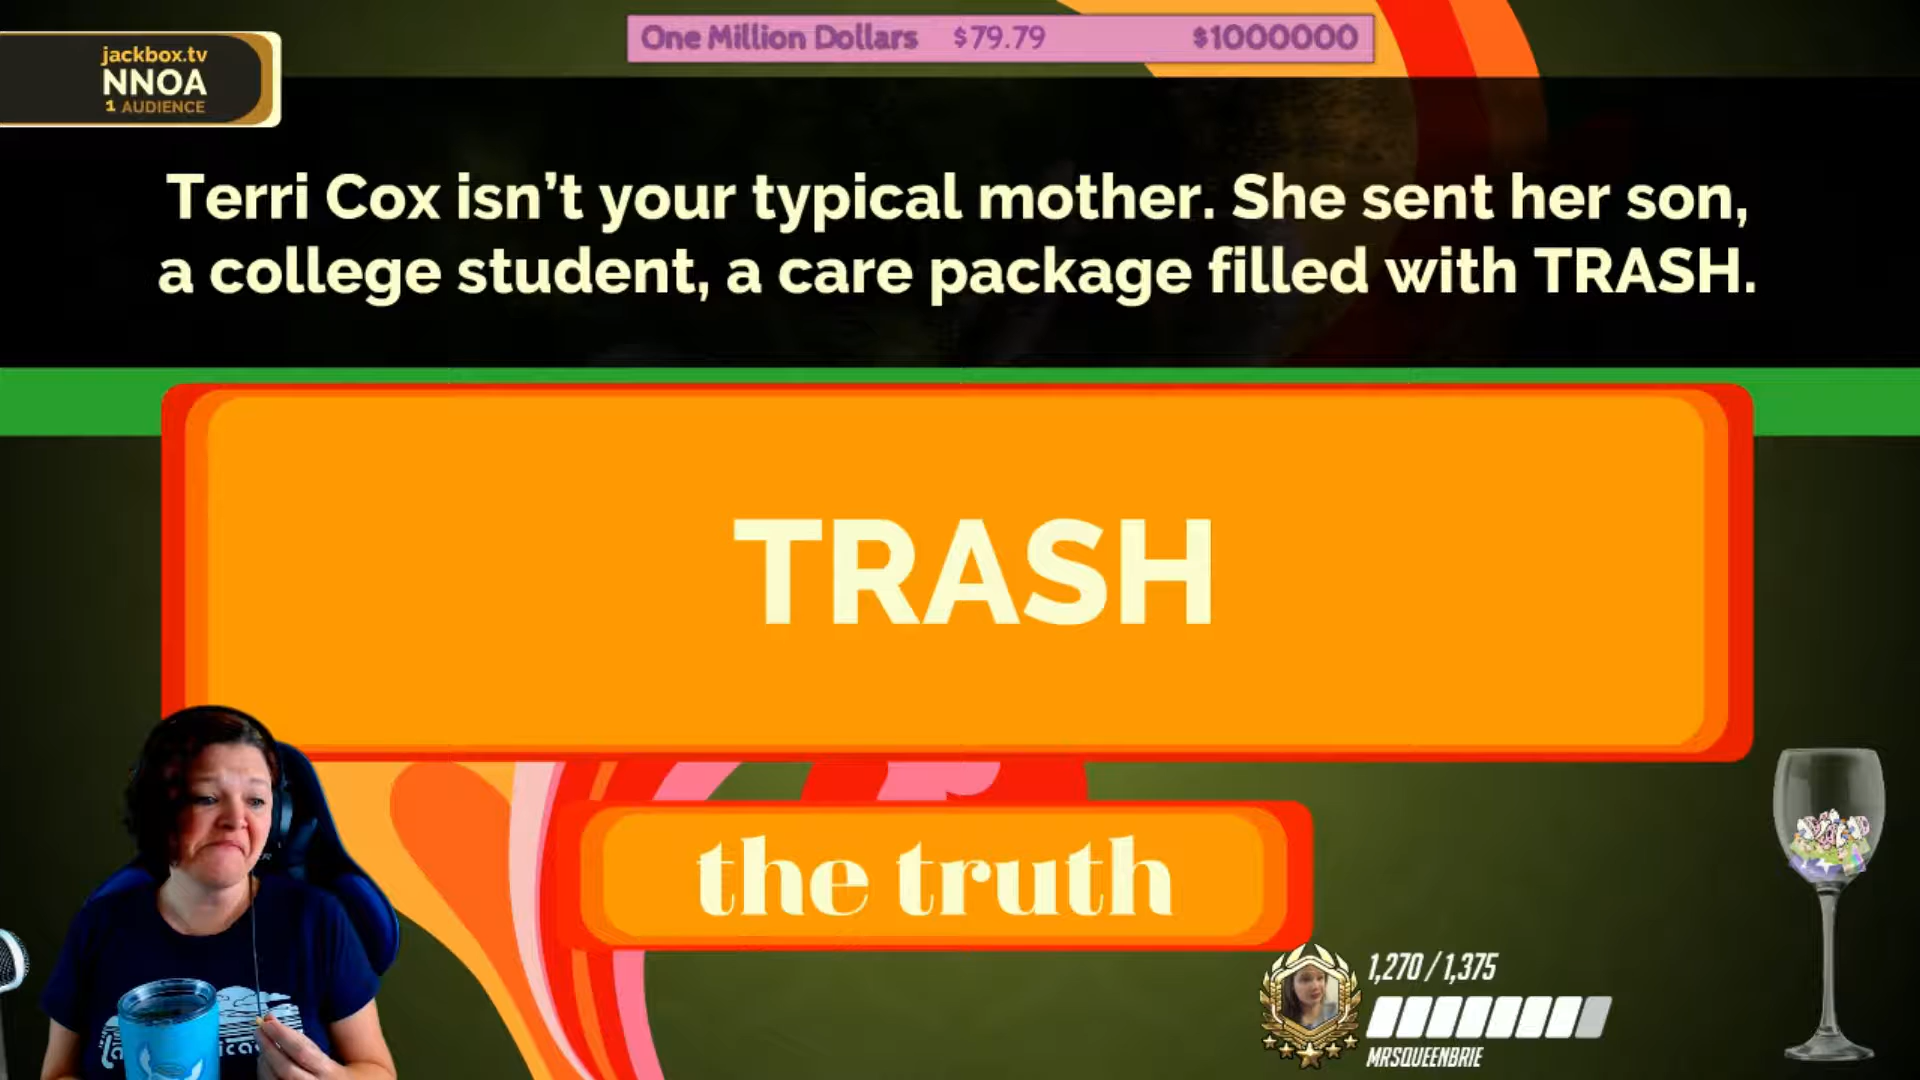 jackbox.tv
NNOA
1 AUDIENCE
One Million Dollars $79.79 $1000000
Terri Cox isn’t your typical mother. She sent her son,
a college student, a care package filled with TRASH.
TRASH
the truth
1,270 / 1,375
MRSQUEENBRIE